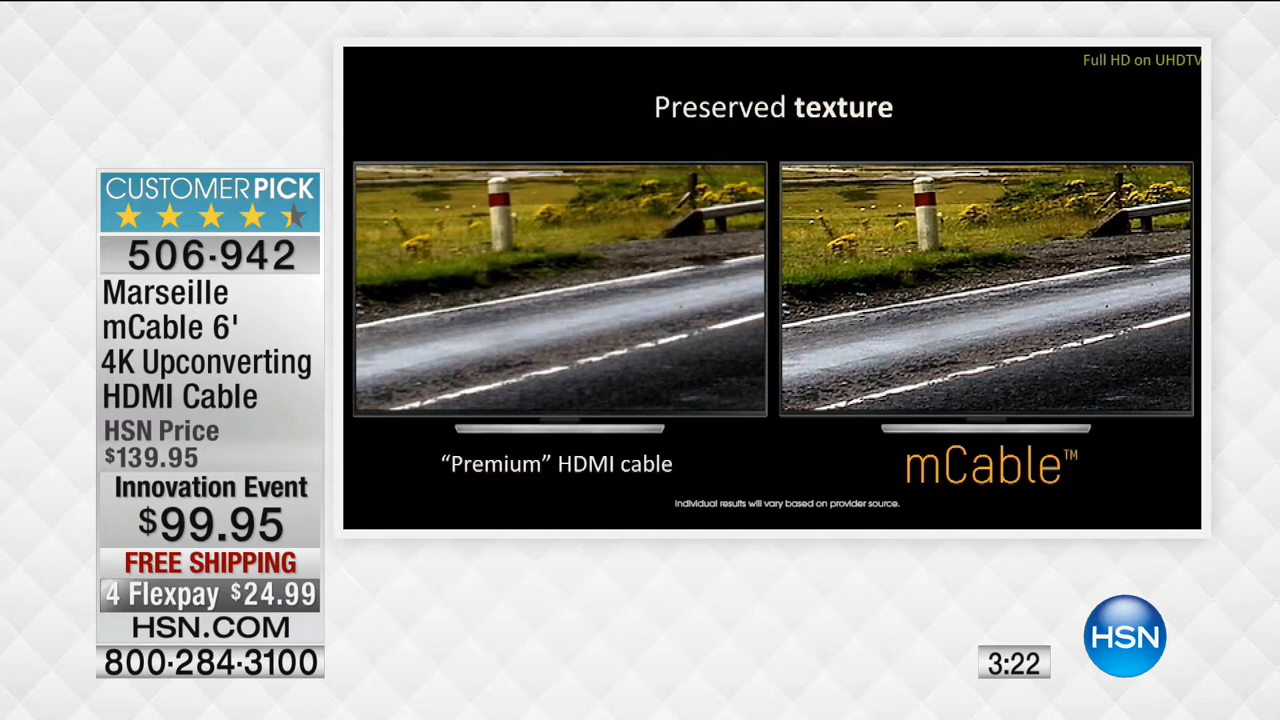 CUSTOMER PICK
506·942
Marseille
mCable 6'
4K Upconverting
HDMI Cable
HSN Price
$139.95
Innovation Event
$99.95
FREE SHIPPING
4 Flexpay $24.99
HSN.COM
800·284·3100
Full HD on UHDTV
Preserved texture
“Premium” HDMI cable
mCable™
Individual results will vary based on provider source.
3:22
HSN